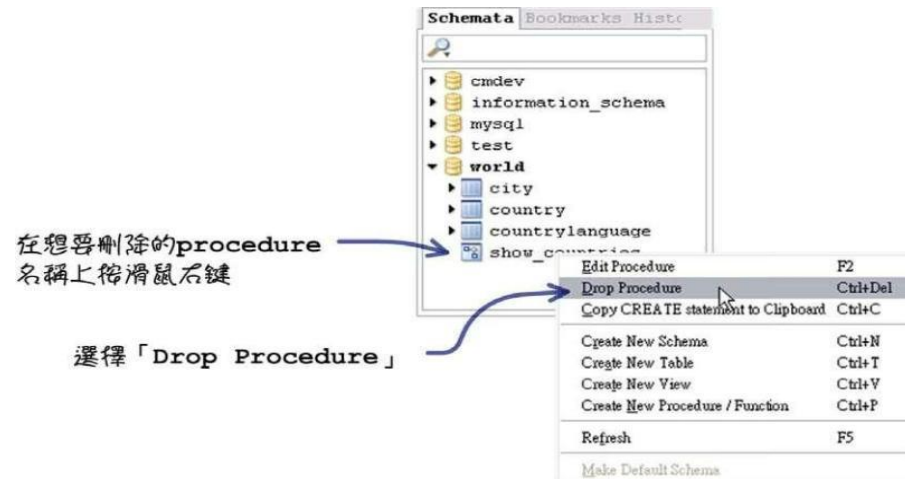 Schemata Bookmarks Histo
cmdev
information_schema
mysql
test
world
city
country
countrylanguage
show_countries
在想要刪除的procedure
名稱上按滑鼠右鍵
選擇「Drop Procedure」
Edit Procedure F2
Drop Procedure Ctrl+Del
Copy CREATE statement to Clipboard Ctrl+C
Create New Schema Ctrl+N
Create New Table Ctrl+T
Create New View Ctrl+V
Create New Procedure / Function Ctrl+P
Refresh F5
Make Default Schema